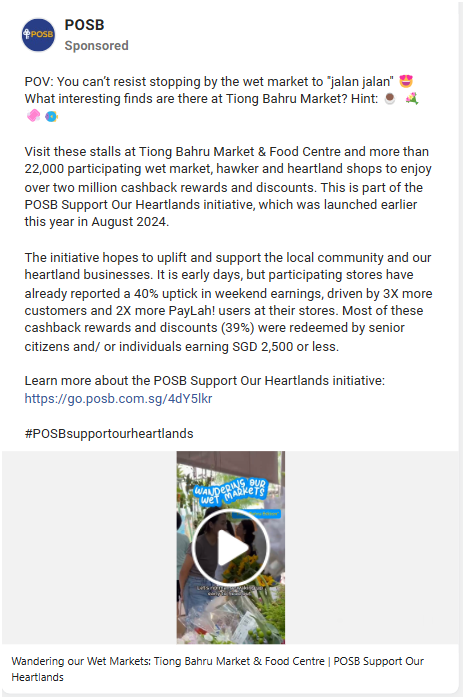 POSB
POSB
Sponsored
POV: You can't resist stopping by the wet market to "jalan jalan" 😍
What interesting finds are there at Tiong Bahru Market? Hint:
Visit these stalls at Tiong Bahru Market & Food Centre and more than
22,000 participating wet market, hawker and heartland shops to enjoy
over two million cashback rewards and discounts. This is part of the
POSB Support Our Heartlands initiative, which was launched earlier
this year in August 2024.
The initiative hopes to uplift and support the local community and our
heartland businesses. It is early days, but participating stores have
already reported a 40% uptick in weekend earnings, driven by 3X more
customers and 2X more PayLah! users at their stores. Most of these
cashback rewards and discounts (39%) were redeemed by senior
citizens and/ or individuals earning SGD 2,500 or less.
Learn more about the POSB Support Our Heartlands initiative:
https://go.posb.com.sg/4dY5lkr
#POSBsupportourheartlands
WANDERING OUR
WET MARKETS
Wandering our Wet Markets: Tiong Bahru Market & Food Centre | POSB Support Our
Heartlands